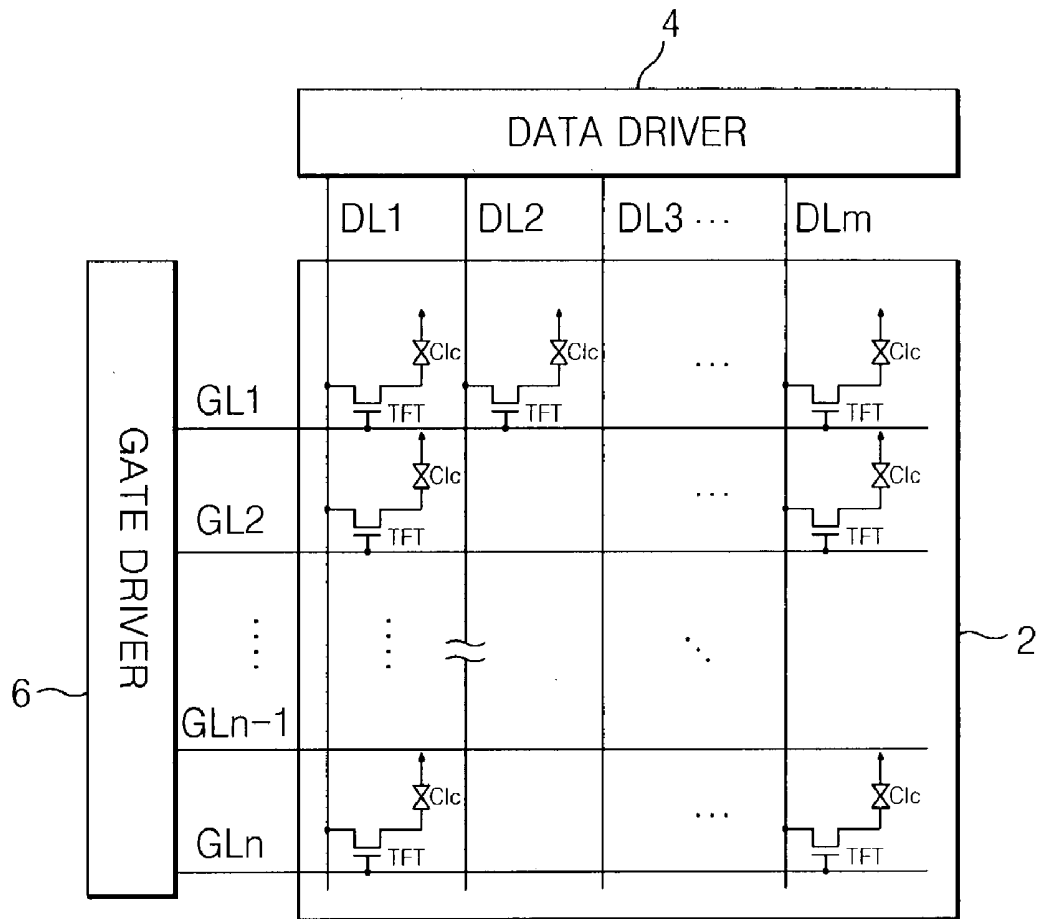 4
DATA DRIVER
DL1 DL2 DL3 ··· DLm
Clc Clc ··· Clc
GL1 TFT TFT TFT
Clc ··· Clc
GL2 TFT TFT
GATE DRIVER
2
6
GLn-1
Clc ··· Clc
GLn TFT TFT